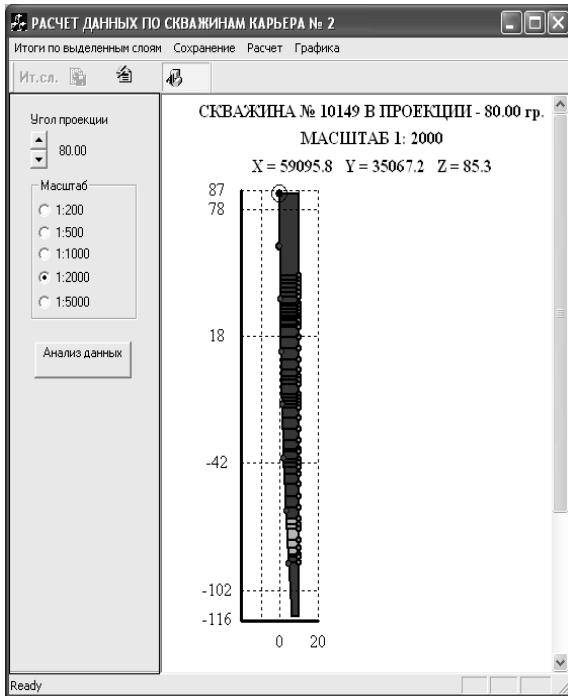 РАСЧЕТ ДАННЫХ ПО СКВАЖИНАМ КАРЬЕРА № 2
Итоги по выделенным слоям Сохранение Расчет Графика
Ит.сл.
Угол проекции
80.00
Масштаб
1:200
1:500
1:1000
1:2000
1:5000
Анализ данных
СКВАЖИНА № 10149 В ПРОЕКЦИИ - 80.00 гр.
МАСШТАБ 1: 2000
X = 59095.8 Y = 35067.2 Z = 85.3
87
78
18
-42
-102
-116
0 20
Ready